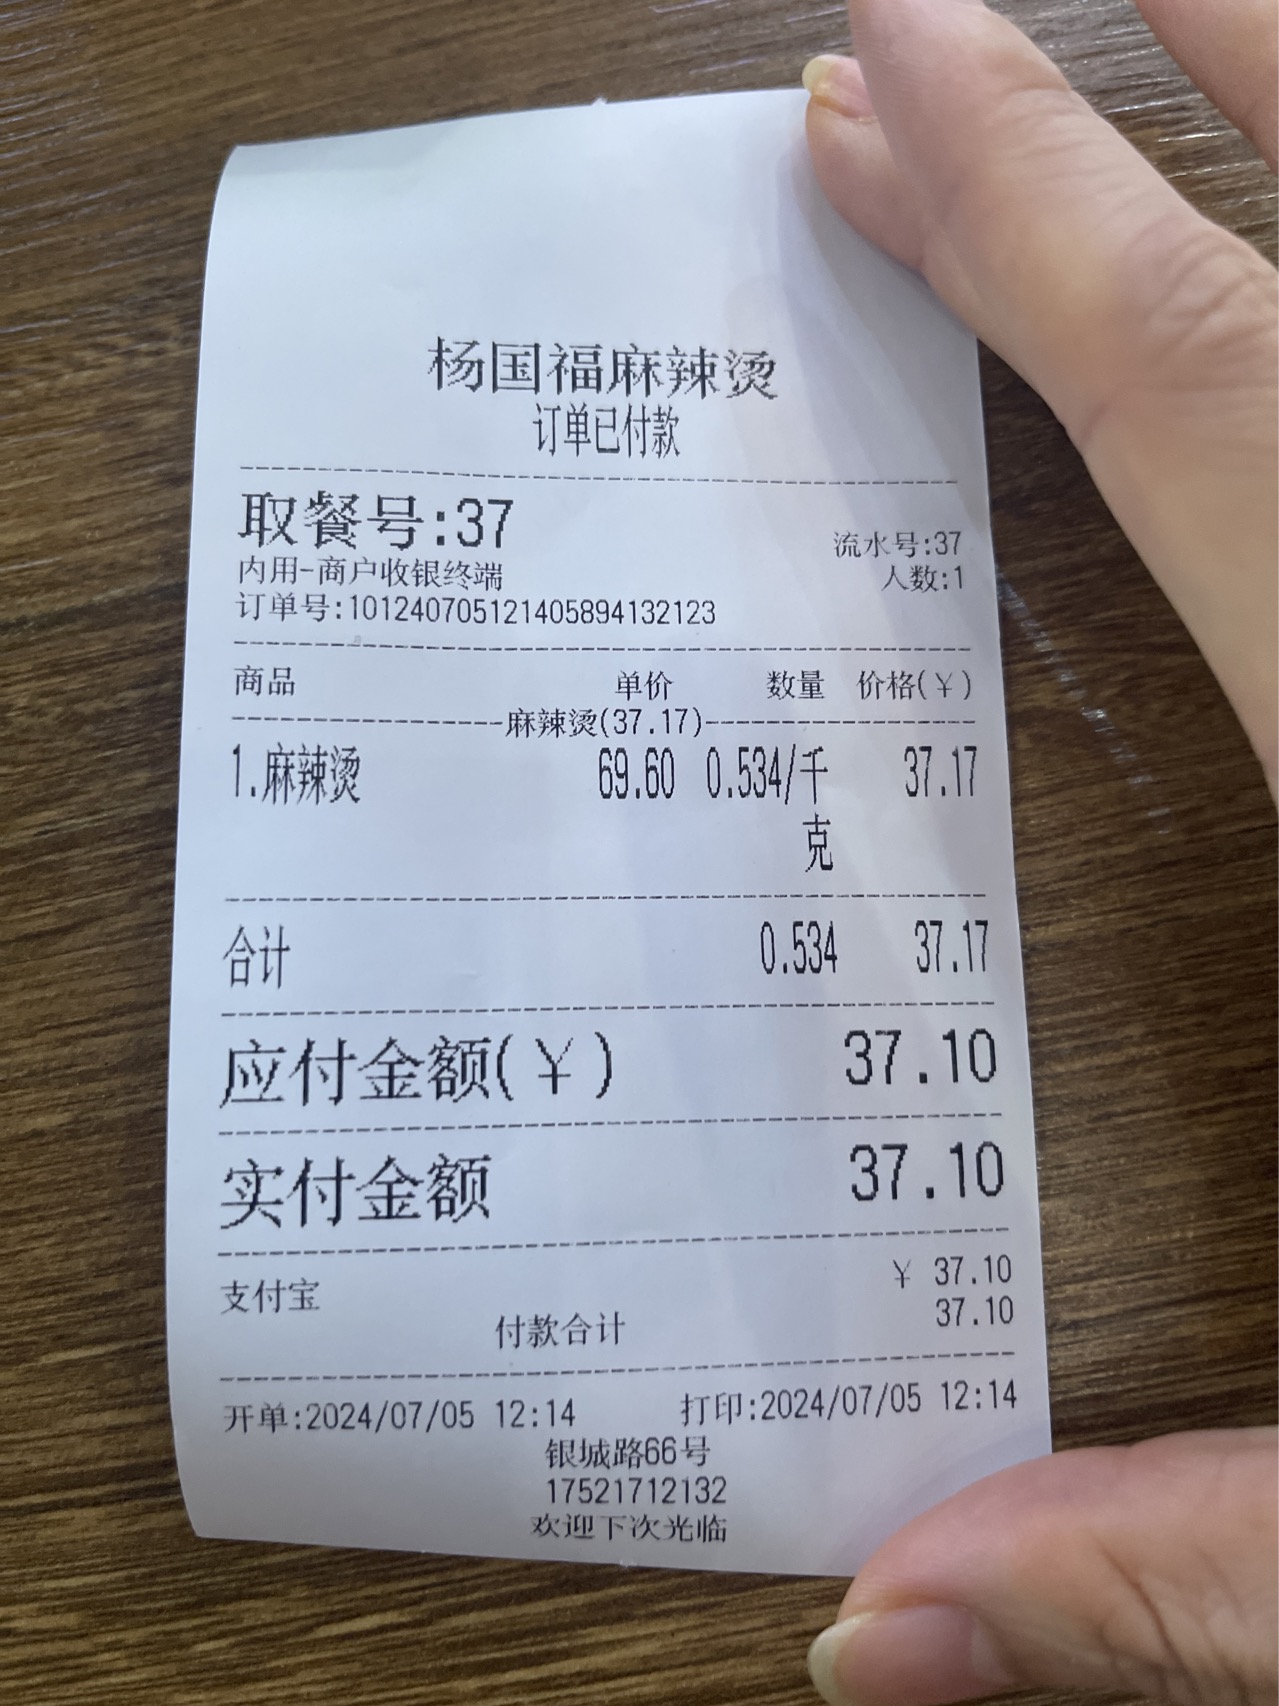 杨国福麻辣烫
订单已付款
取餐号:37
流水号:37
内用-商户收银终端
人数:1
订单号:101240705121405894132123
商品 单价 数量 价格(￥)
麻辣烫(37.17)
1.麻辣烫 69.60 0.534/千 37.17
克
合计 0.534 37.17
应付金额(￥) 37.10
实付金额 37.10
支付宝 ￥ 37.10
付款合计 37.10
开单:2024/07/05 12:14 打印:2024/07/05 12:14
银城路66号
17521712132
欢迎下次光临